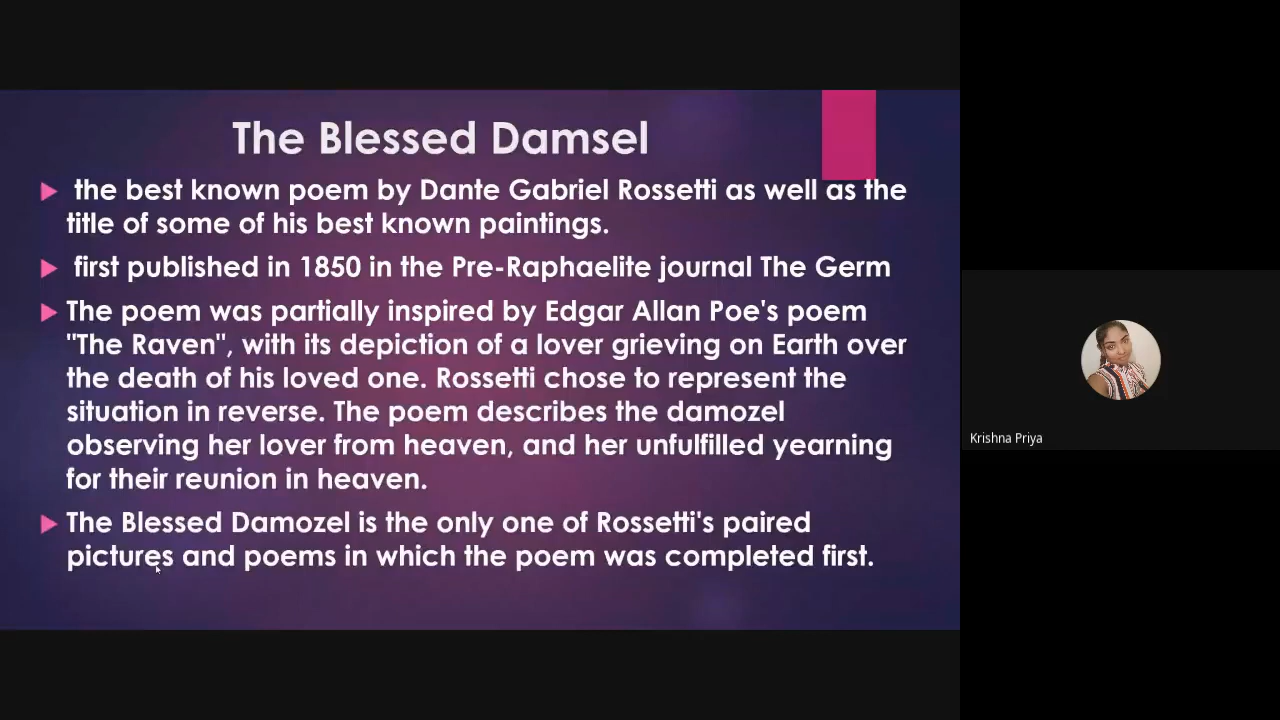 The Blessed Damsel
the best known poem by Dante Gabriel Rossetti as well as the
title of some of his best known paintings.
first published in 1850 in the Pre-Raphaelite journal The Germ
The poem was partially inspired by Edgar Allan Poe's poem
"The Raven", with its depiction of a lover grieving on Earth over
the death of his loved one. Rossetti chose to represent the
situation in reverse. The poem describes the damozel
observing her lover from heaven, and her unfulfilled yearning
for their reunion in heaven.
The Blessed Damozel is the only one of Rossetti's paired
pictures and poems in which the poem was completed first.
Krishna Priya